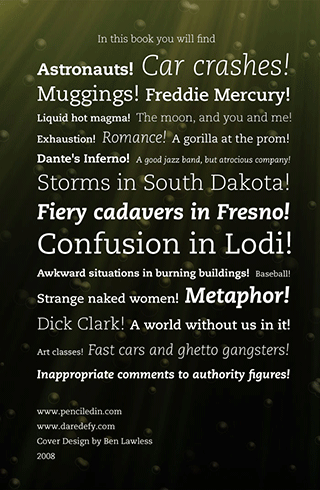 In this book you will find
Astronauts! Car crashes!
Muggings! Freddie Mercury!
Liquid hot magma! The moon, and you and me!
Exhaustion! Romance! A gorilla at the prom!
Dante's Inferno! A good jazz band, but atrocious company!
Storms in South Dakota!
Fiery cadavers in Fresno!
Confusion in Lodi!
Awkward situations in burning buildings! Baseball!
Strange naked women! Metaphor!
Dick Clark! A world without us in it!
Art classes! Fast cars and ghetto gangsters!
Inappropriate comments to authority figures!
www.penciledin.com
www.daredefy.com
Cover Design by Ben Lawless
2008